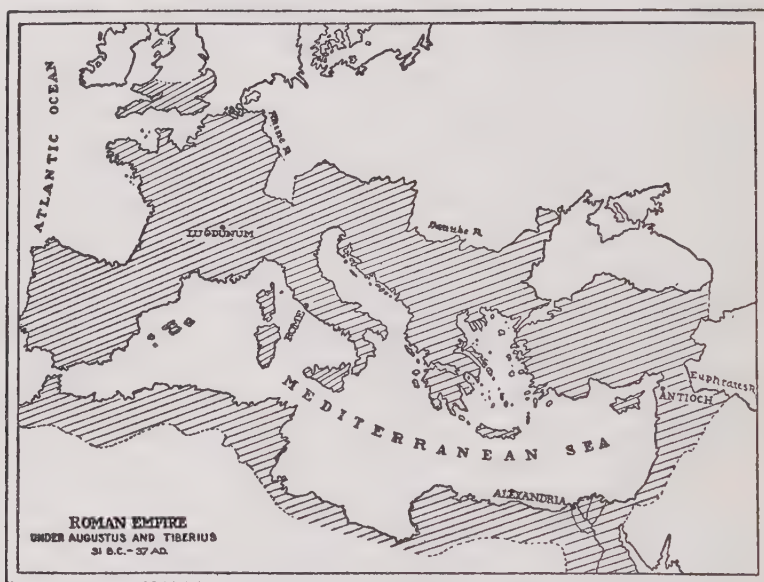 ATLANTIC OCEAN
Rhine R.
LUGDUNUM
Danube R.
ROME
Euphrates R.
ANTIOCH
MEDITERRANEAN SEA
ALEXANDRIA
ROMAN EMPIRE
UNDER AUGUSTUS AND TIBERIUS
31 B.C.-37 A.D.